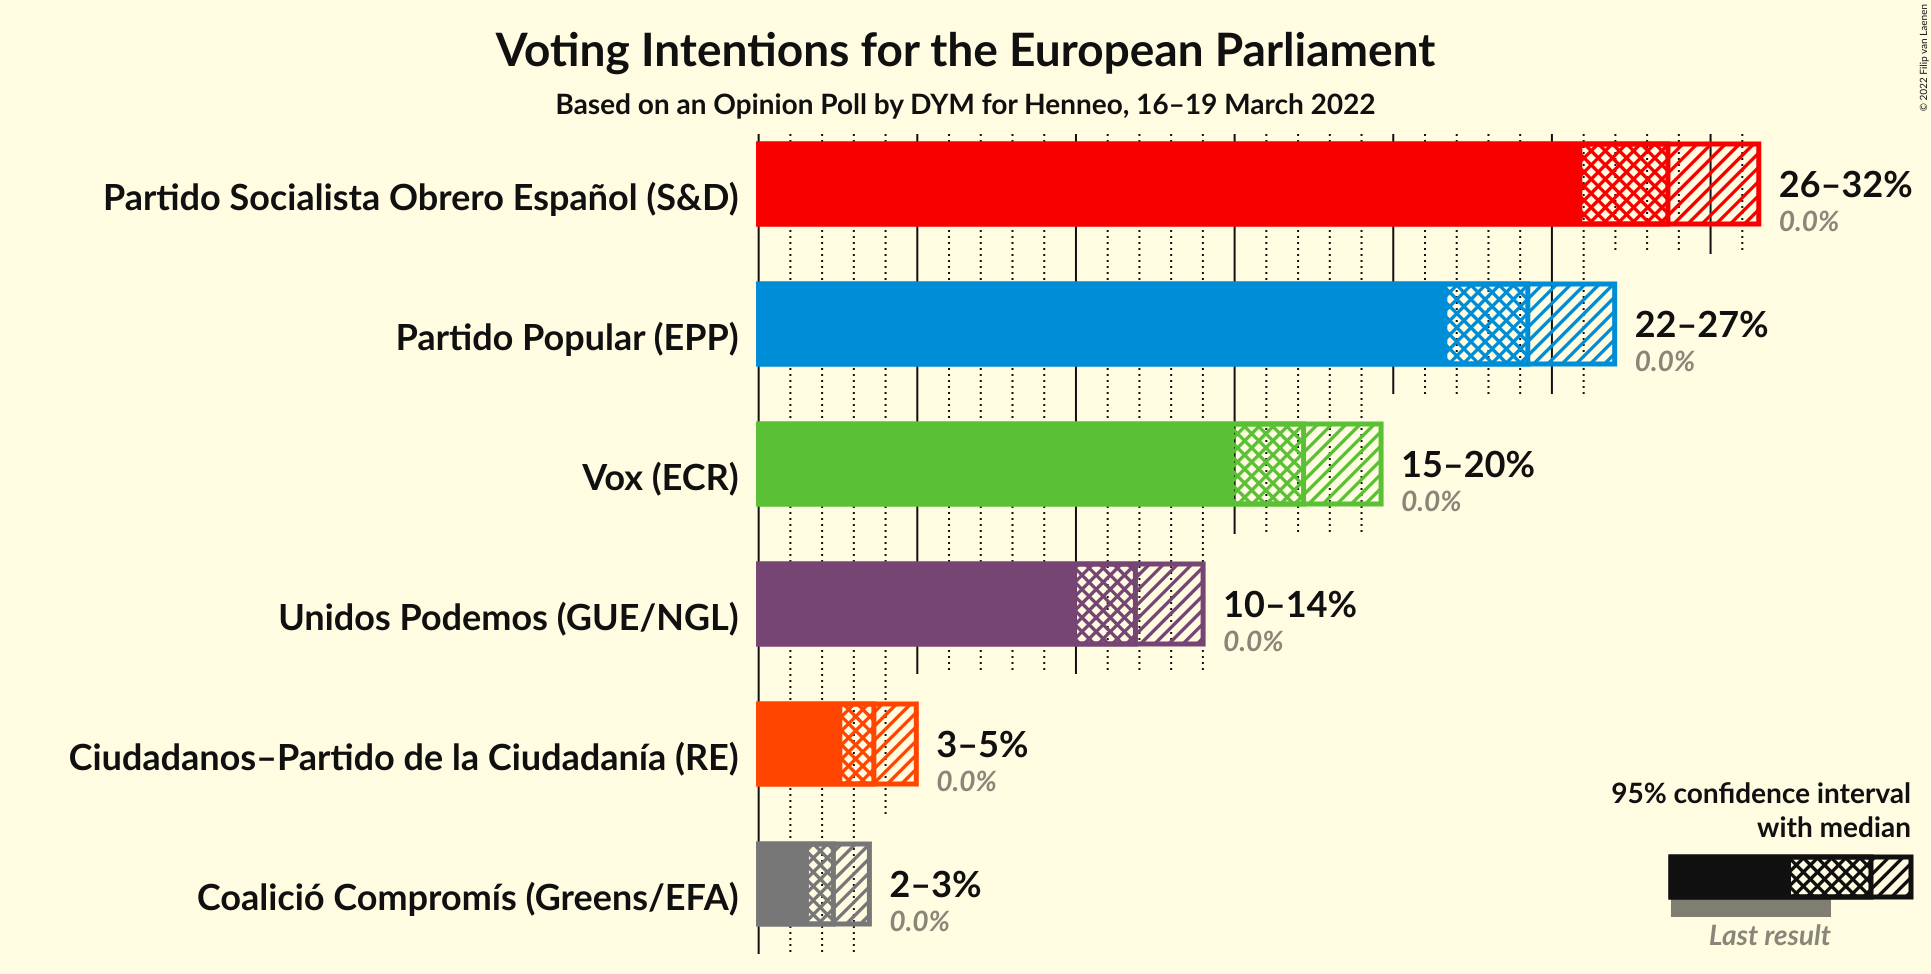 Voting Intentions for the European Parliament
Based on an Opinion Poll by DYM for Henneo, 16–19 March 2022
© 2022 Filip van Laenen
Partido Socialista Obrero Español (S&D)
26–32%
0.0%
Partido Popular (EPP)
22–27%
0.0%
Vox (ECR)
15–20%
0.0%
Unidos Podemos (GUE/NGL)
10–14%
0.0%
Ciudadanos–Partido de la Ciudadanía (RE)
3–5%
0.0%
Coalició Compromís (Greens/EFA)
2–3%
0.0%
95% confidence interval
with median
Last result